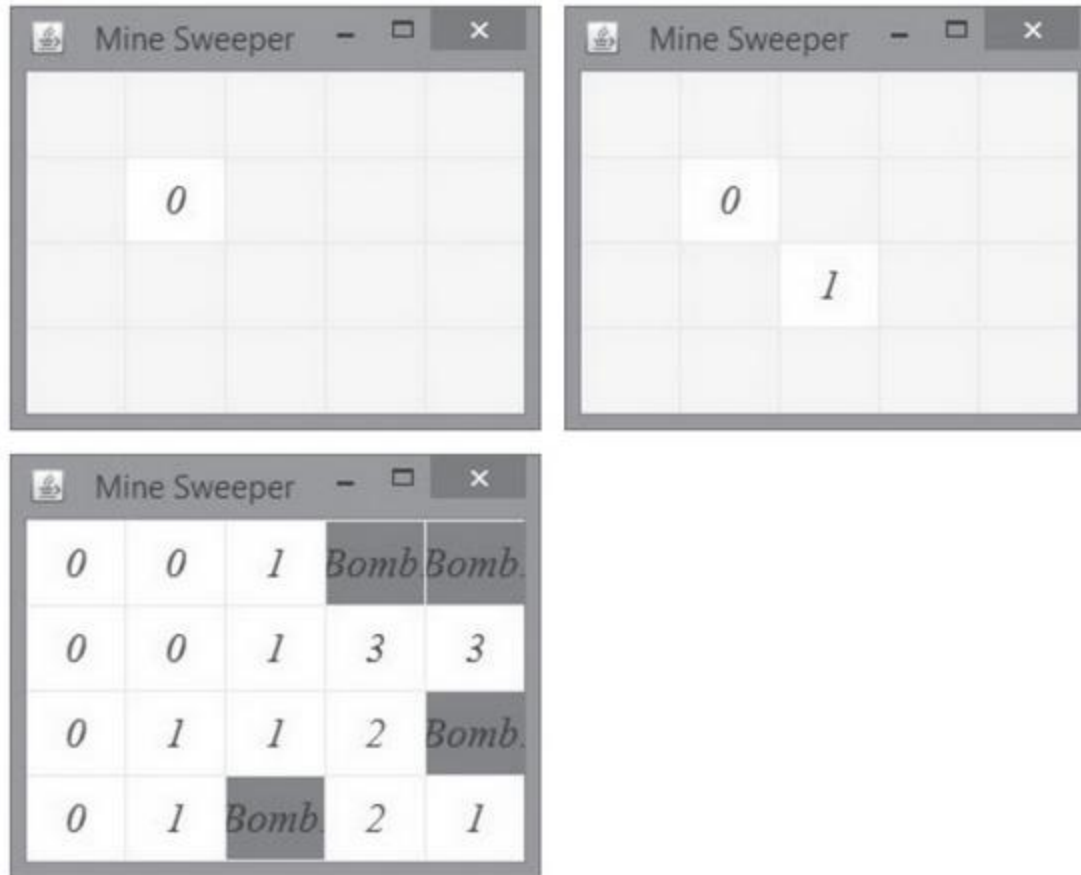 Mine Sweeper
0
Mine Sweeper
0
1
Mine Sweeper
0 0 1 Bomb. Bomb.
0 0 1 3 3
0 1 1 2 Bomb.
0 1 Bomb. 2 1